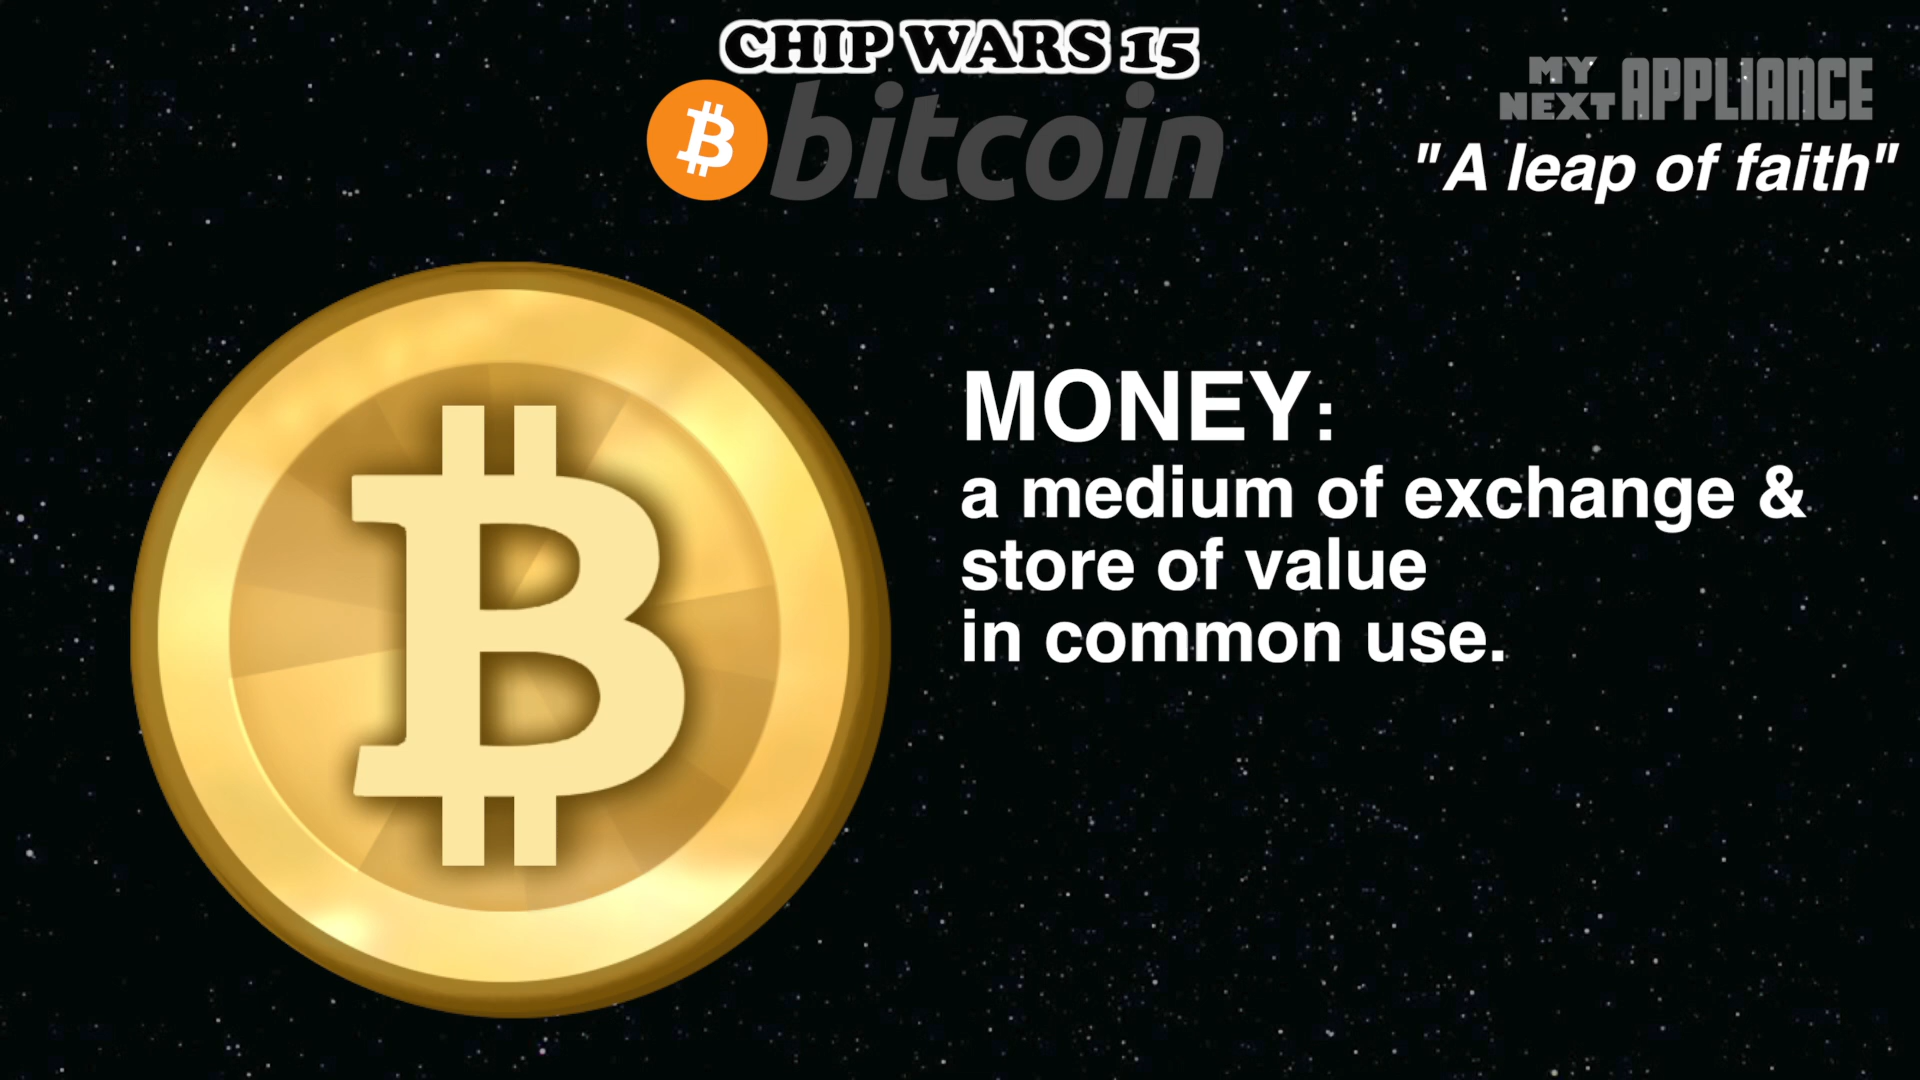 CHIP WARS 15
bitcoin
MY
NEXT APPLIANCE
"A leap of faith"
MONEY:
a medium of exchange &
store of value
in common use.